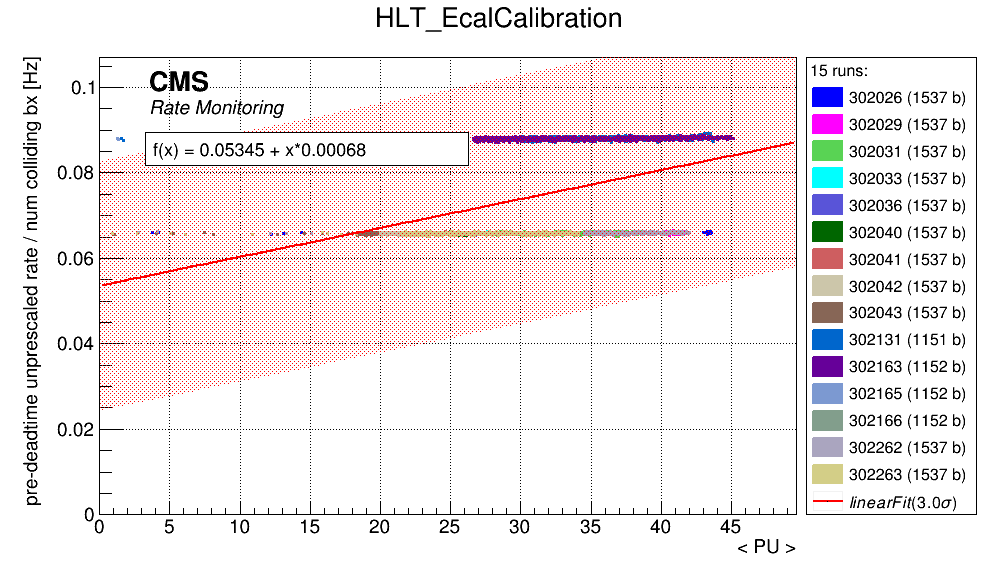 HLT_EcalCalibration
pre-deadtime unprescaled rate / num colliding bx [Hz]
CMS
Rate Monitoring
f(x) = 0.05345 + x*0.00068
0.1
0.08
0.06
0.04
0.02
0
0 5 10 15 20 25 30 35 40 45
< PU >
15 runs:
302026 (1537 b)
302029 (1537 b)
302031 (1537 b)
302033 (1537 b)
302036 (1537 b)
302040 (1537 b)
302041 (1537 b)
302042 (1537 b)
302043 (1537 b)
302131 (1151 b)
302163 (1152 b)
302165 (1152 b)
302166 (1152 b)
302262 (1537 b)
302263 (1537 b)
linearFit(3.0σ)